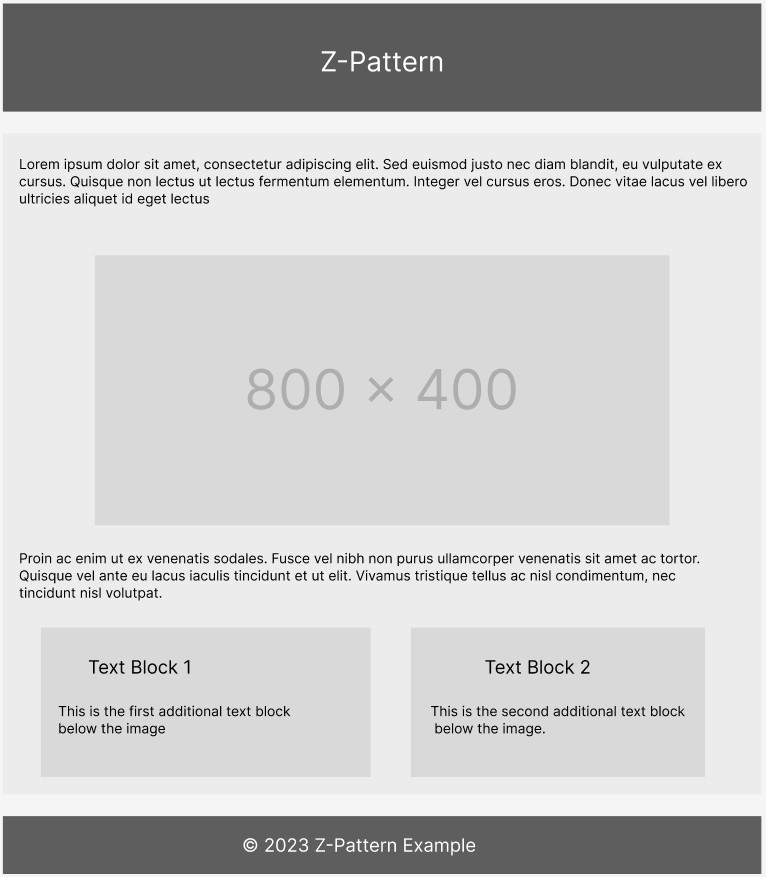 Z-Pattern
Lorem ipsum dolor sit amet, consectetur adipiscing elit. Sed euismod justo nec diam blandit, eu vulputate ex
cursus. Quisque non lectus ut lectus fermentum elementum. Integer vel cursus eros. Donec vitae lacus vel libero
ultricies aliquet id eget lectus
800 × 400
Proin ac enim ut ex venenatis sodales. Fusce vel nibh non purus ullamcorper venenatis sit amet ac tortor.
Quisque vel ante eu lacus iaculis tincidunt et ut elit. Vivamus tristique tellus ac nisl condimentum, nec
tincidunt nisl volutpat.
Text Block 1
This is the first additional text block
below the image
Text Block 2
This is the second additional text block
below the image.
© 2023 Z-Pattern Example